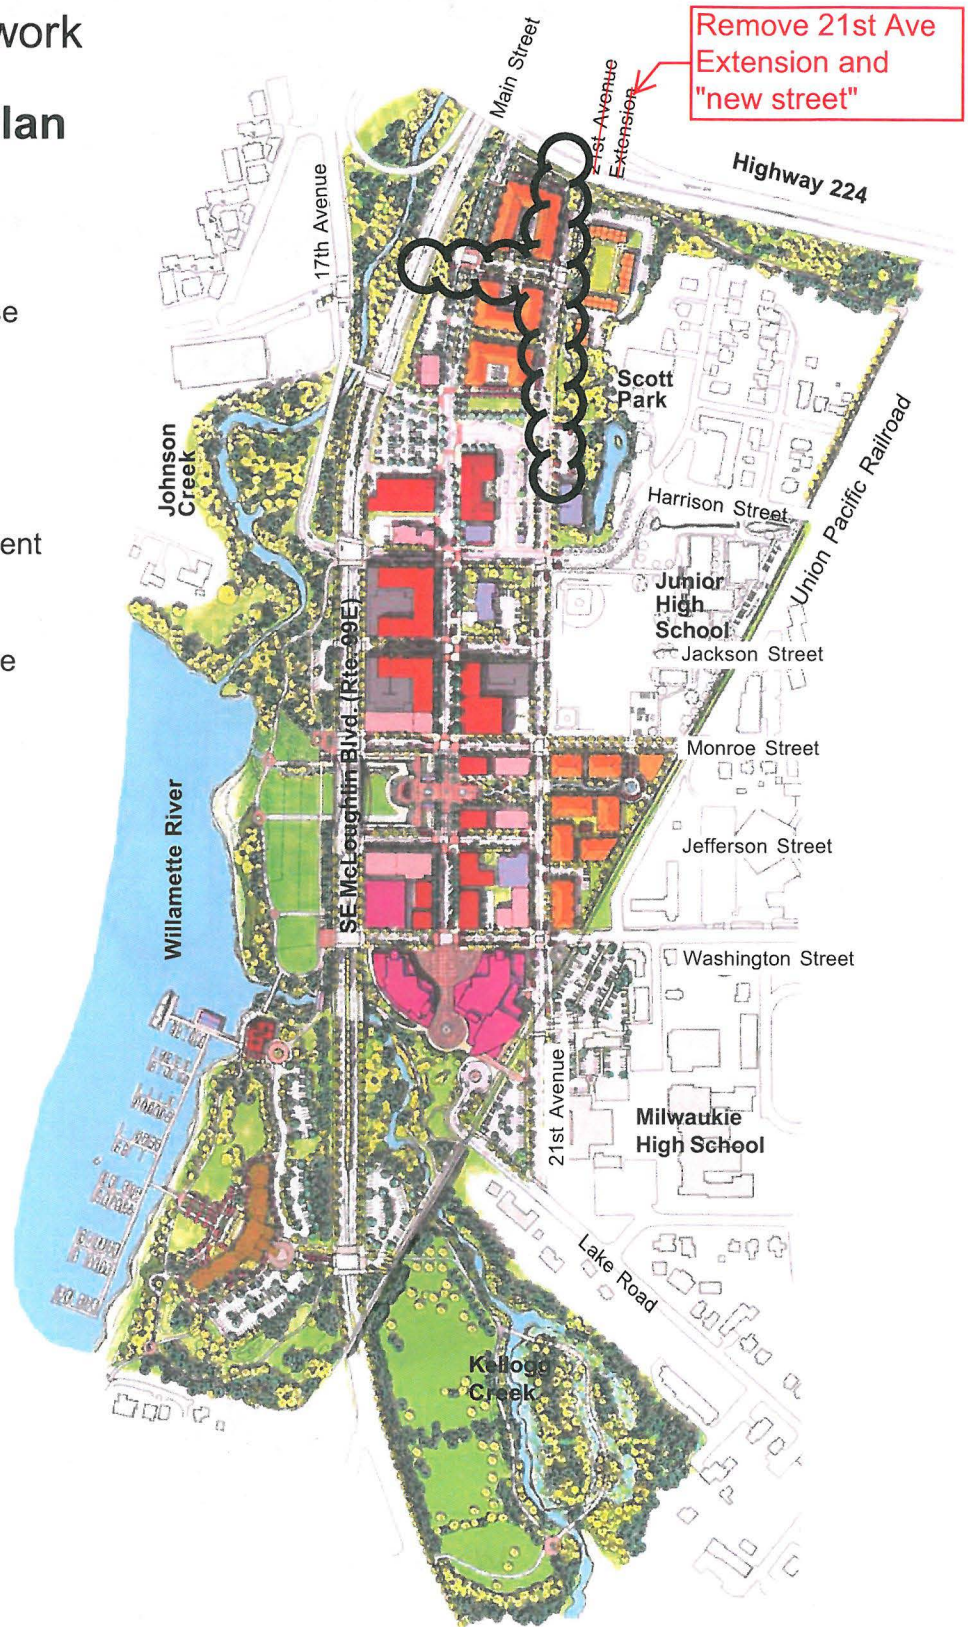 work
lan
Remove 21st Ave
Extension and
"new street"
Main Street
21st Avenue
Extension
Highway 224
17th Avenue
se
Scott
Park
Johnson
Creek
Union Pacific Railroad
Harrison Street
ent
Junior
High
School
Jackson Street
e
SE McLoughlin Blvd. (Rte. 99E)
Monroe Street
Willamette River
Jefferson Street
Washington Street
21st Avenue
Milwaukie
High School
Lake Road
Kellogg
Creek